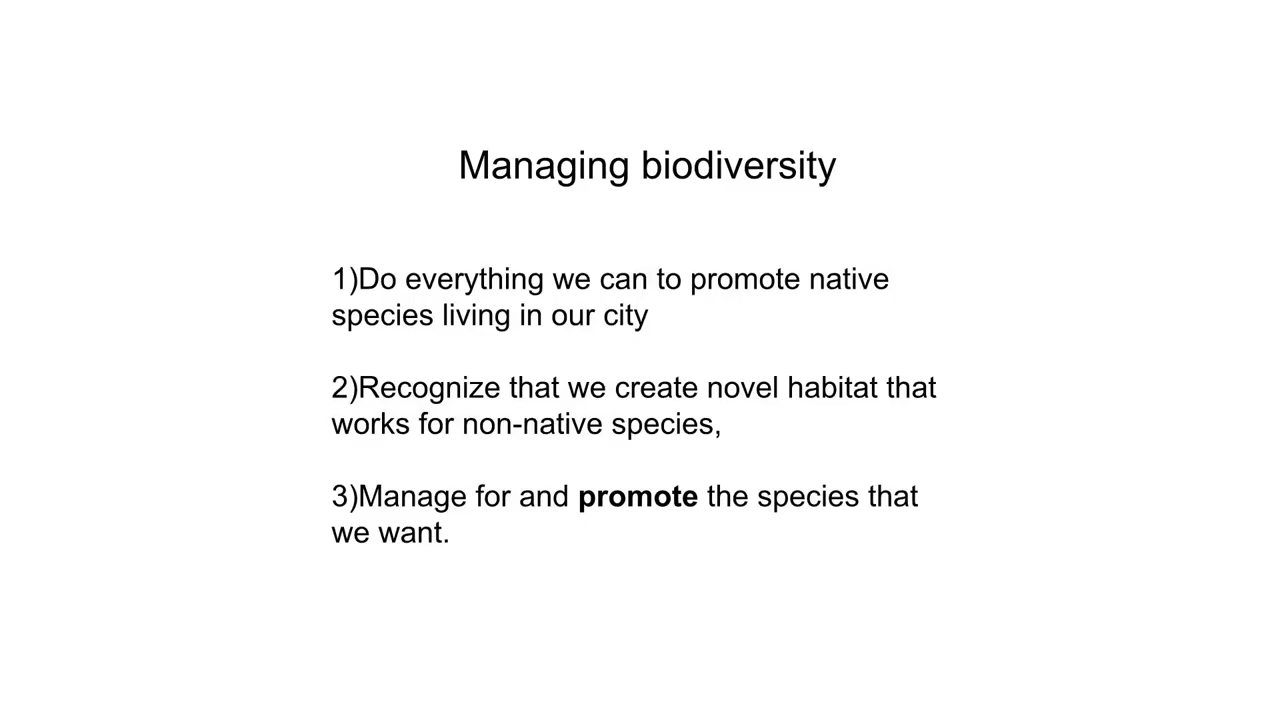 Managing biodiversity
1)Do everything we can to promote native
species living in our city
2)Recognize that we create novel habitat that
works for non-native species,
3)Manage for and promote the species that
we want.